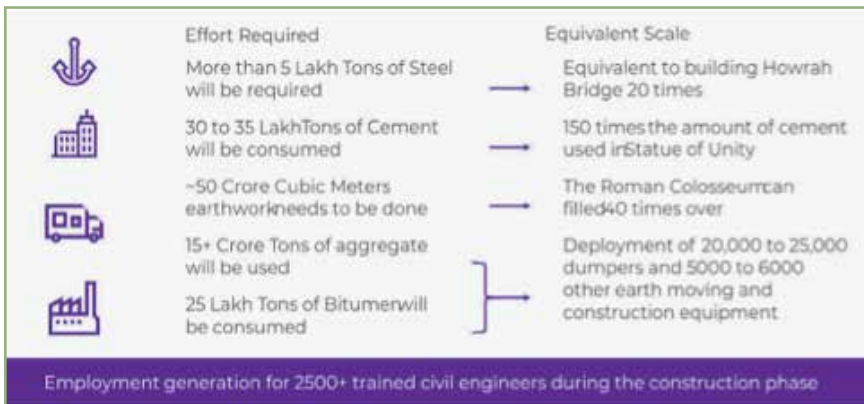 Effort Required
Equivalent Scale
More than 5 Lakh Tons of Steel
will be required
Equivalent to building Howrah
Bridge 20 times
30 to 35 LakhTons of Cement
will be consumed
150 times the amount of cement
used inStatue of Unity
~50 Crore Cubic Meters
earthworkneeds to be done
The Roman Colosseumcan
filled40 times over
15+ Crore Tons of aggregate
will be used
25 Lakh Tons of Bitumenwill
be consumed
Deployment of 20,000 to 25,000
dumpers and 5000 to 6000
other earth moving and
construction equipment
Employment generation for 2500+ trained civil engineers during the construction phase